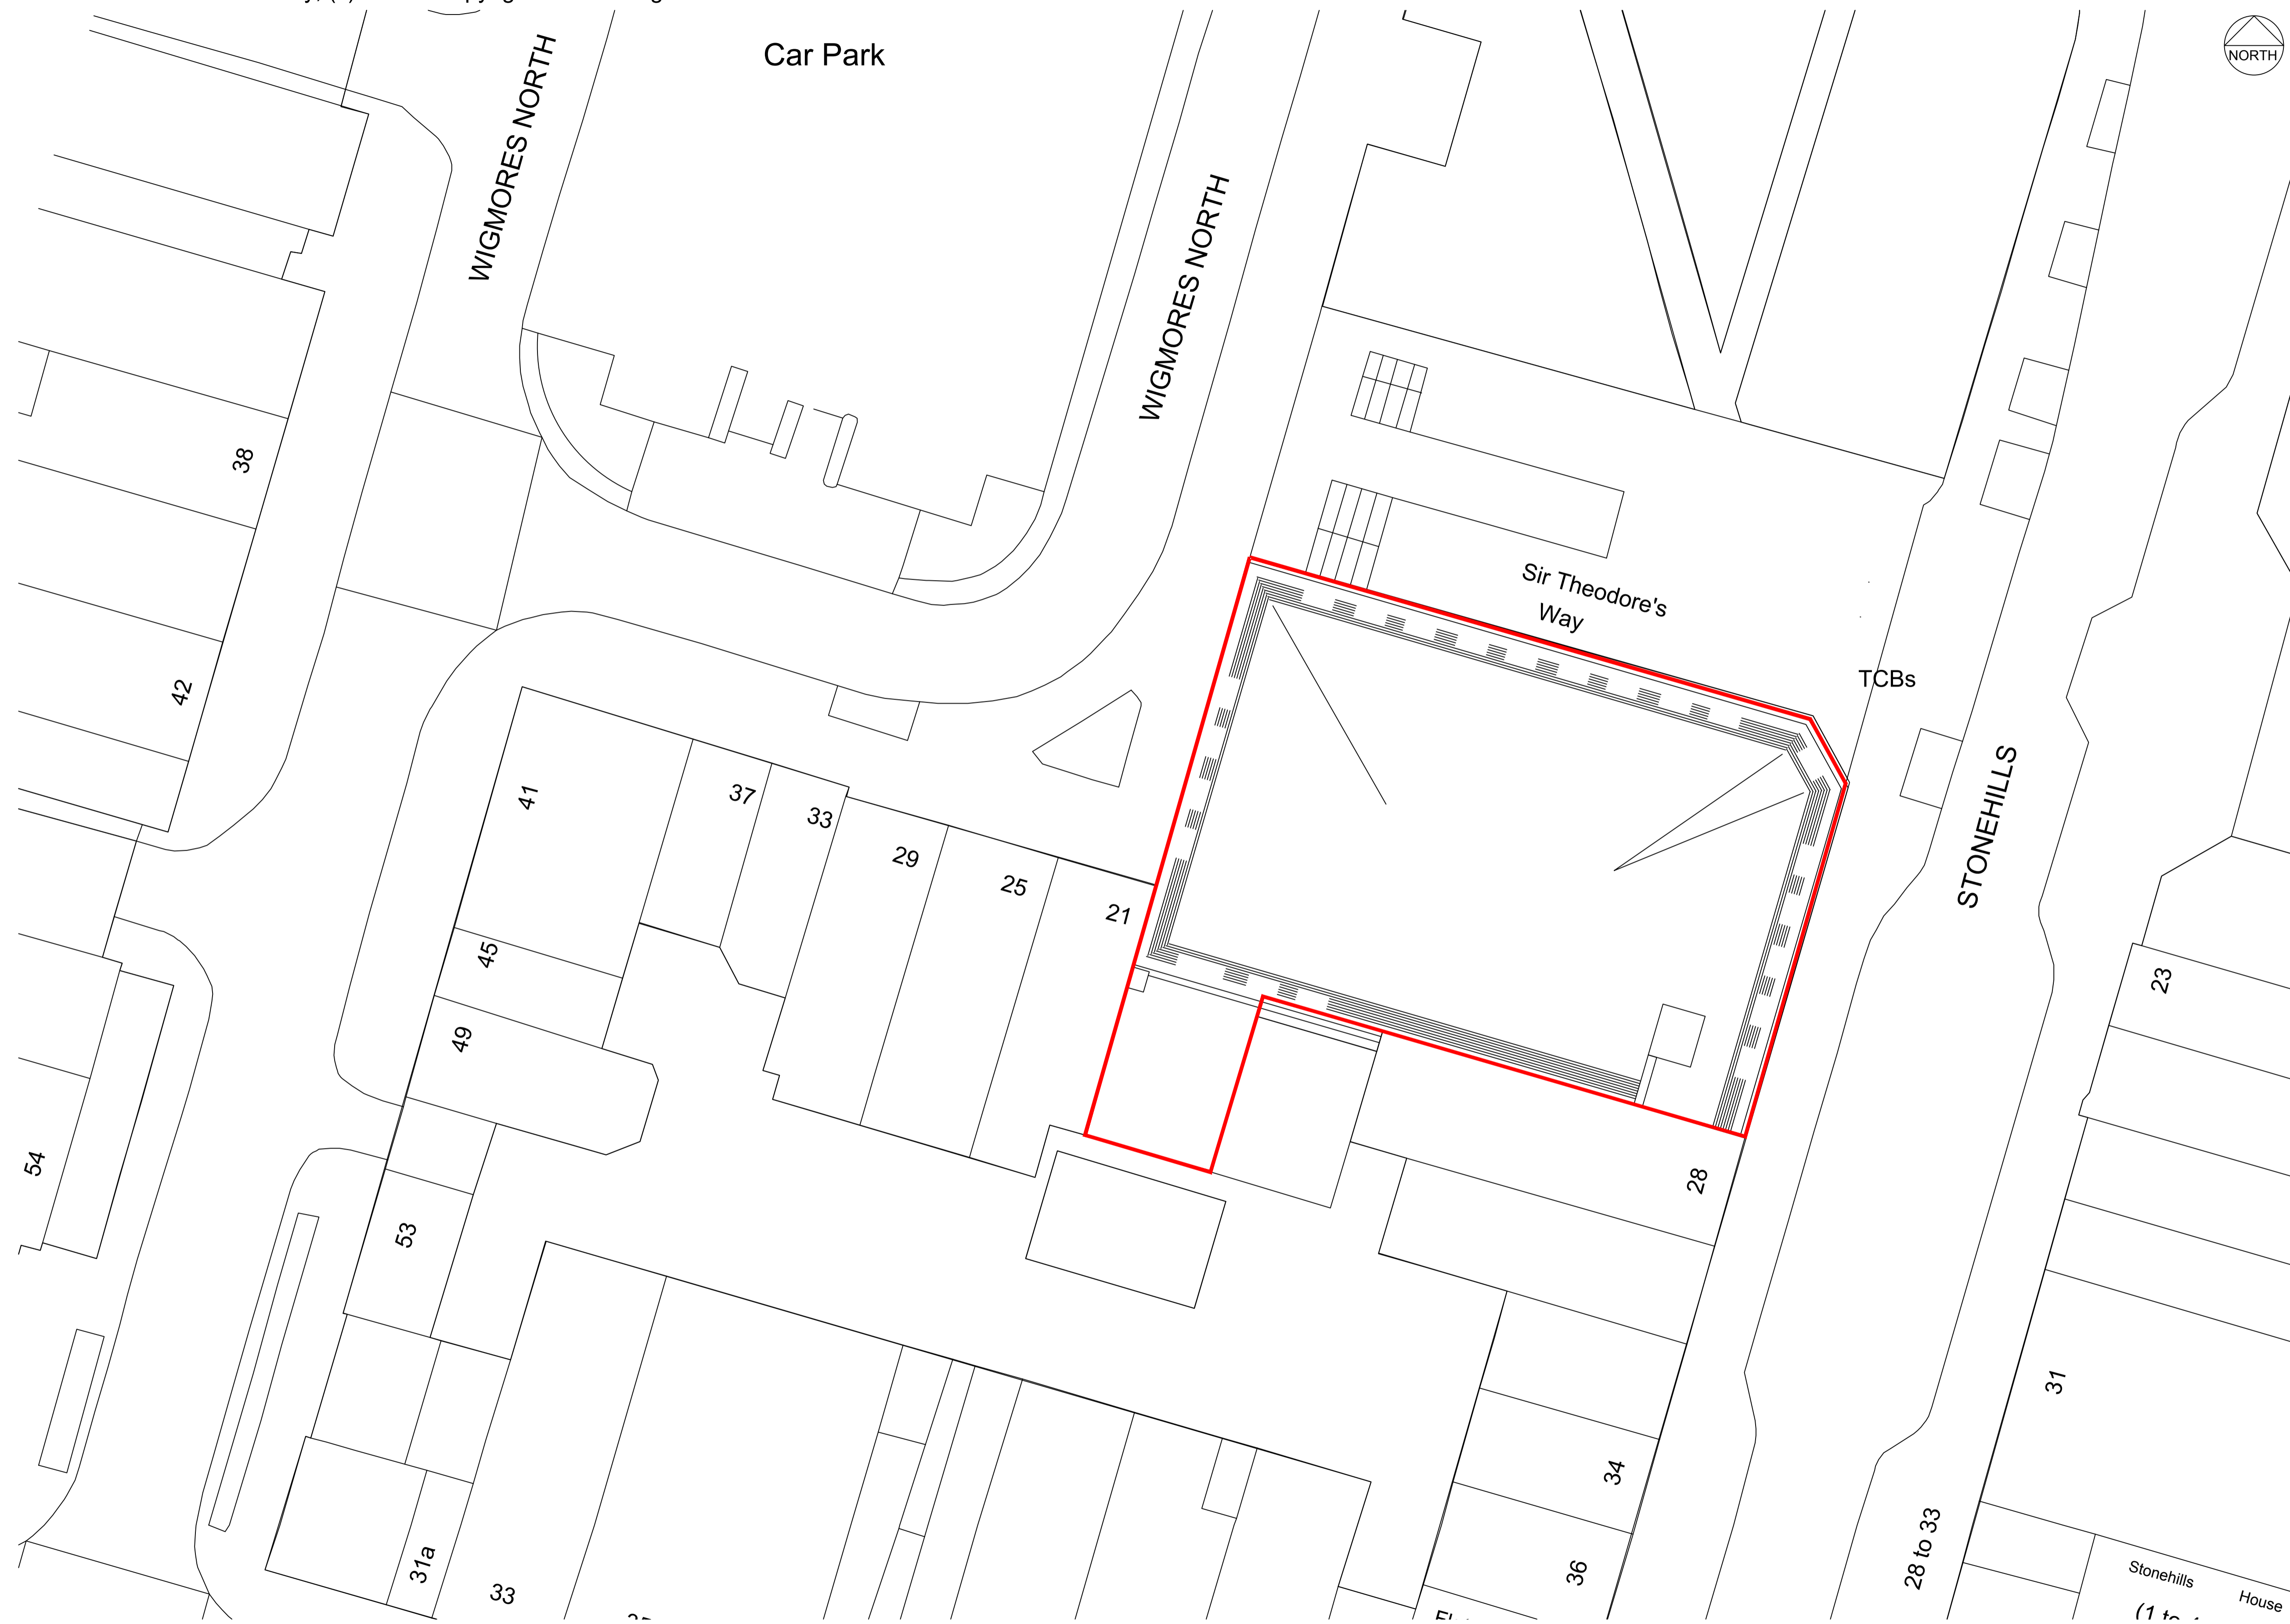 Car Park
NORTH
WIGMORES NORTH
WIGMORES NORTH
38
42
Sir Theodore's
Way
TCBs
STONEHILLS
41
37
33
29
25
21
45
49
23
54
53
28
31
34
36
28 to 33
31a
33
Stonehills
House